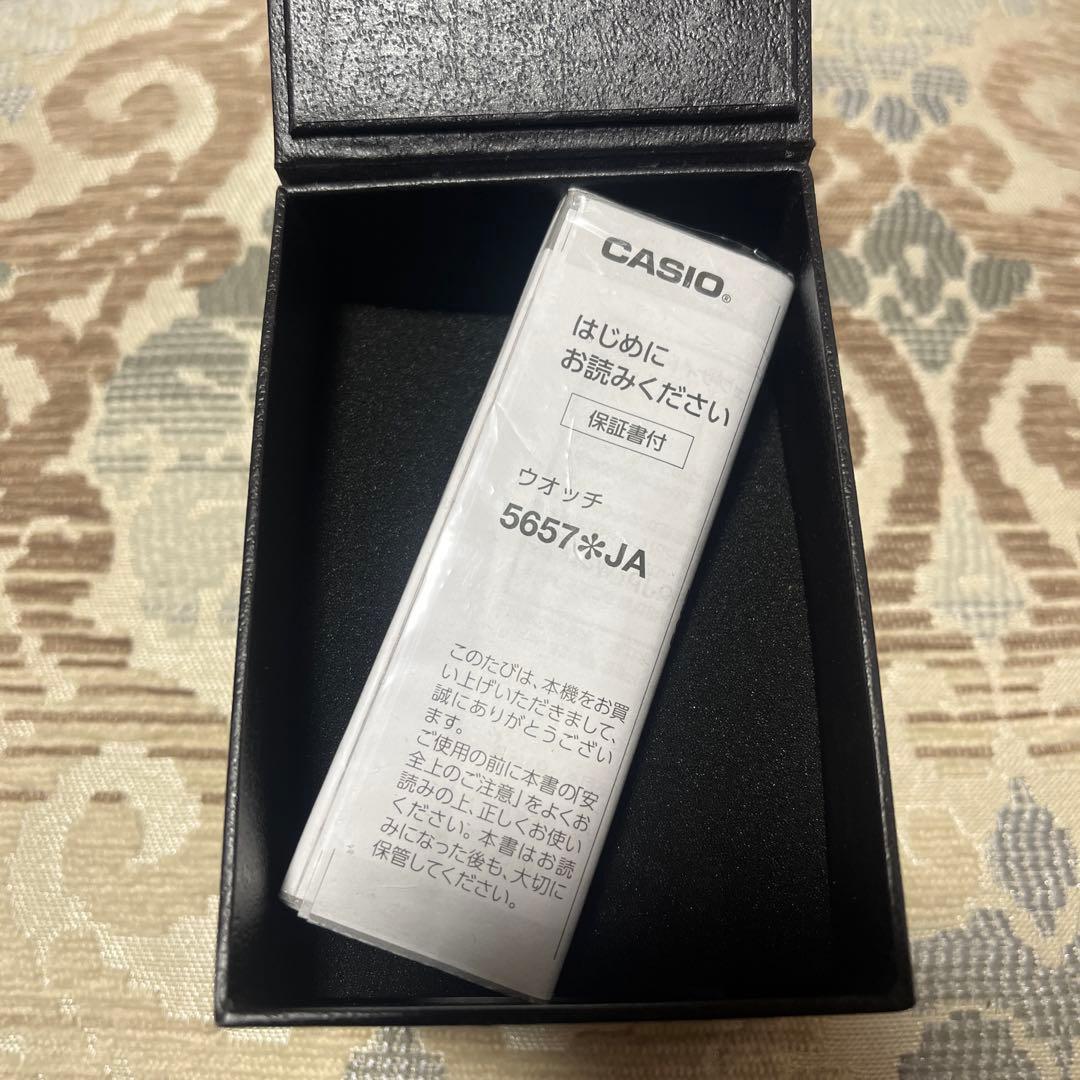 CASIO®
はじめに
お読みください
保証書付
ウオッチ
5657✻JA
このたびは、本機をお買
い上げいただきまして、
誠にありがとうござい
ます。
ご使用の前に本書の「安
全上のご注意」をよくお
読みの上、正しくお使い
ください。本書はお読
みになった後も、大切に
保管してください。